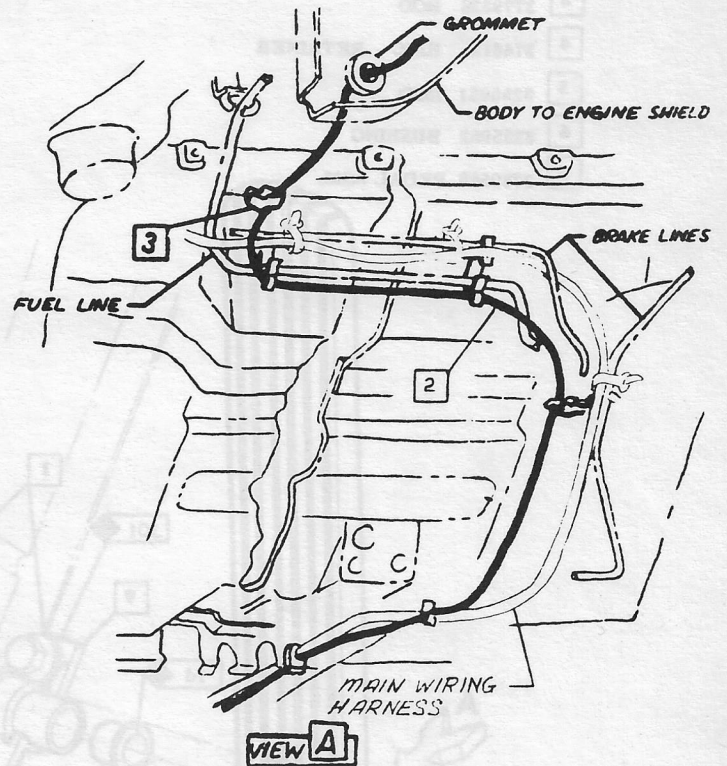 GROMMET
BODY TO ENGINE SHIELD
3
BRAKE LINES
FUEL LINE
2
MAIN WIRING
HARNESS
VIEW A